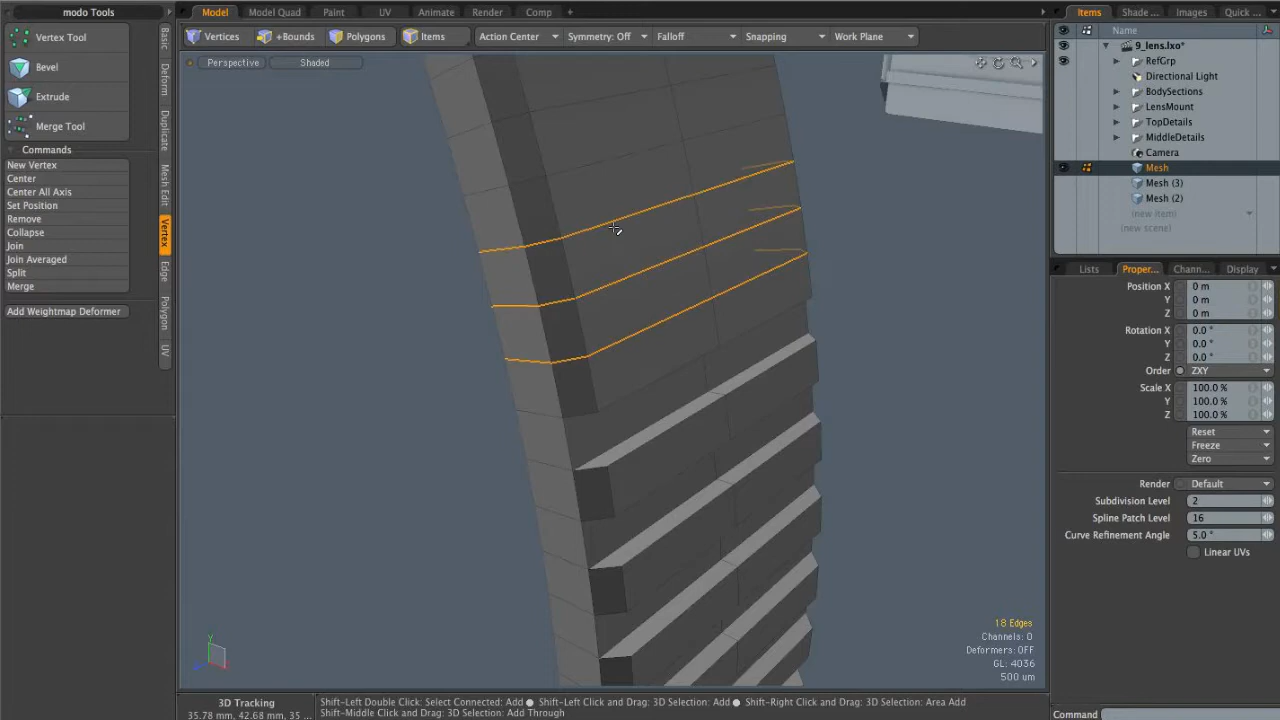 modo Tools
Vertex Tool
Bevel
Extrude
Merge Tool
Commands
New Vertex
Center
Center All Axis
Set Position
Remove
Collapse
Join
Join Averaged
Split
Merge
Add Weightmap Deformer
Basic
Deform
Duplicate
Mesh Edit
Vertex
Edge
Polygon
UV
Model
Model Quad
Paint
UV
Animate
Render
Comp
+
Vertices
+Bounds
Polygons
Items
Action Center
Symmetry: Off
Falloff
Snapping
Work Plane
Perspective
Shaded
18 Edges
Channels: 0
Deformers: OFF
GL: 4036
500 um
Y
3D Tracking
35.78 mm, 42.68 mm, 35 ...
Shift-Left Double Click: Select Connected: Add ● Shift-Left Click and Drag: 3D Selection: Add ● Shift-Right Click and Drag: 3D Selection: Area Add
Shift-Middle Click and Drag: 3D Selection: Add Through
Items
Shade ...
Images
Quick ...
Name
9_lens.lxo*
RefGrp
Directional Light
BodySections
LensMount
TopDetails
MiddleDetails
Camera
Mesh
Mesh (3)
Mesh (2)
(new item)
(new scene)
Lists
Proper...
Chann...
Display
Position X 0 m
Y 0 m
Z 0 m
Rotation X 0.0 °
Y 0.0 °
Z 0.0 °
Order ZXY
Scale X 100.0 %
Y 100.0 %
Z 100.0 %
Reset
Freeze
Zero
Render Default
Subdivision Level 2
Spline Patch Level 16
Curve Refinement Angle 5.0 °
Linear UVs
Command